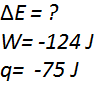 ΔE = ?
W= -124 J
q=  -75 J